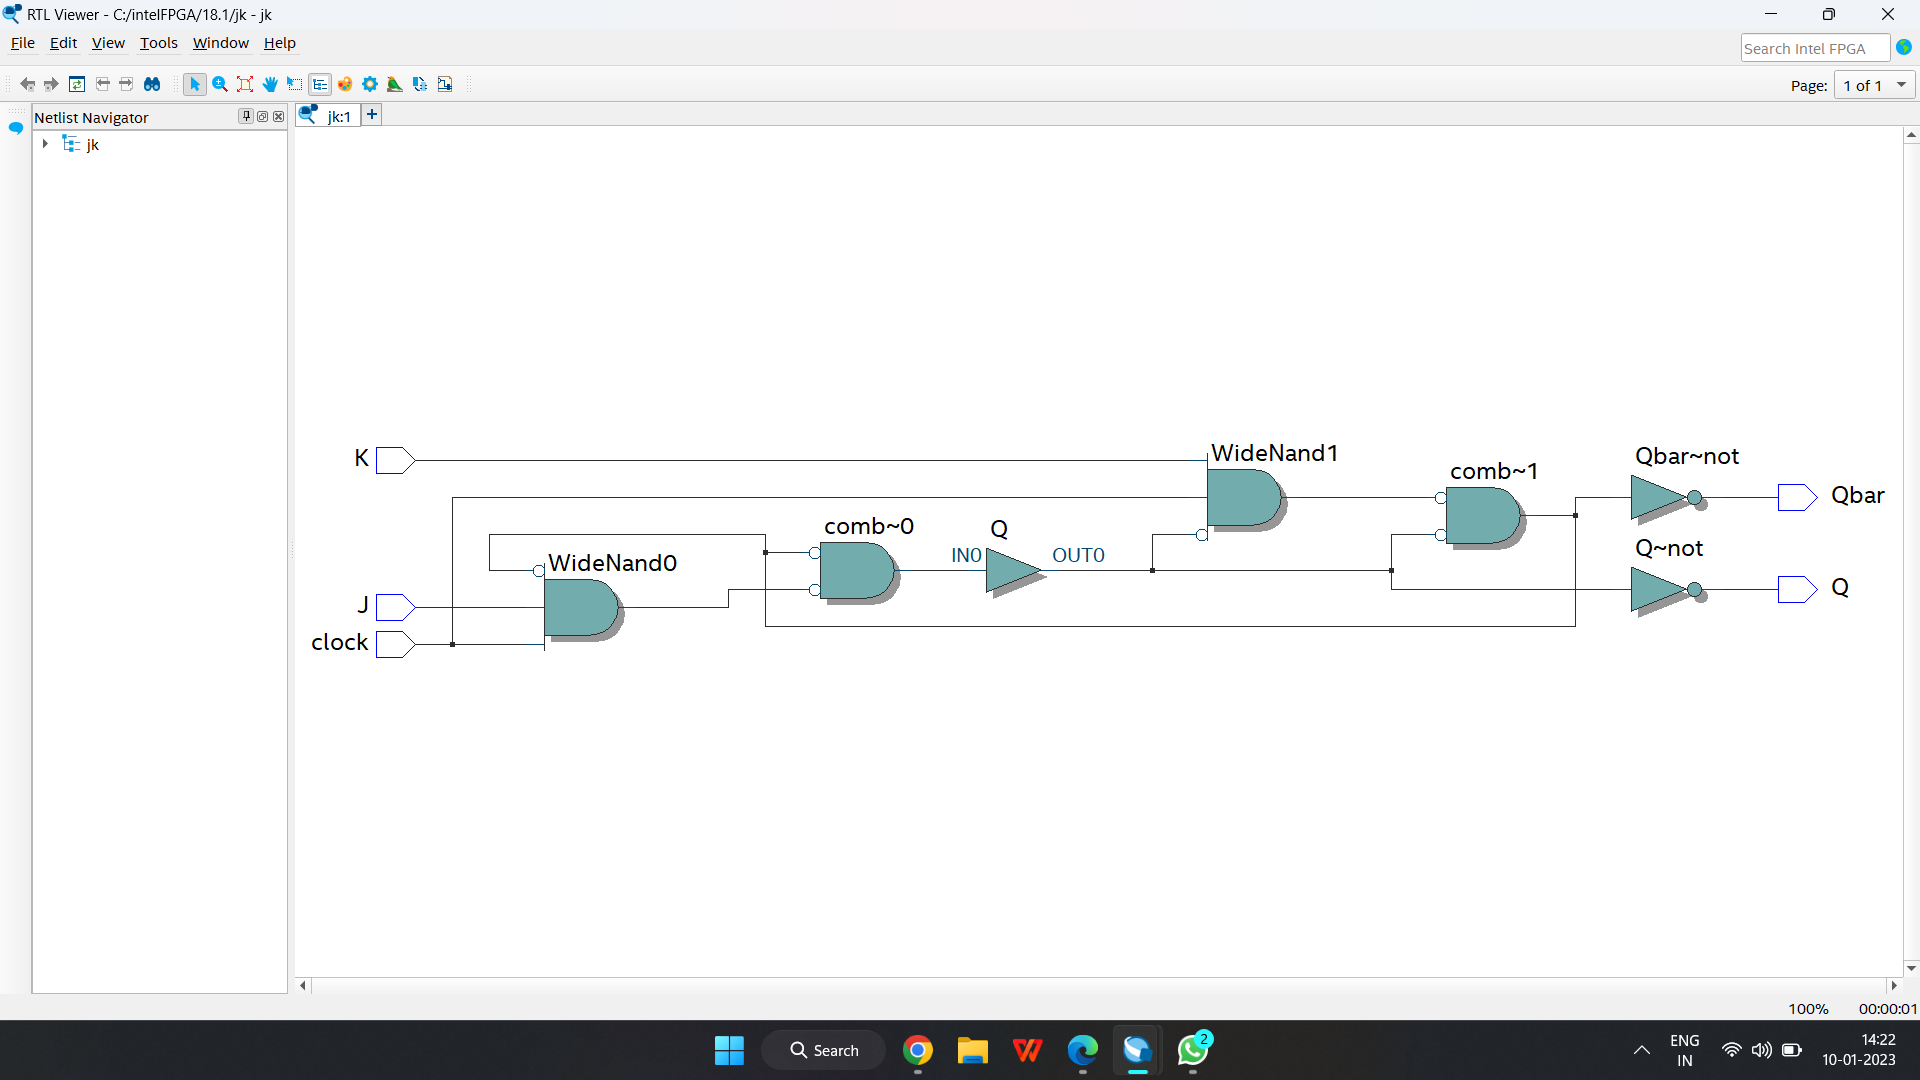 RTL Viewer - C:/intelFPGA/18.1/jk - jk
File Edit View Tools Window Help
Search Intel FPGA
Page: 1 of 1
Netlist Navigator
jk:1
+
jk
K
WideNand1
Qbar~not
comb~1
Qbar
comb~0
Q
Q~not
IN0
OUT0
WideNand0
Q
J
clock
100% 00:00:01
Search
2
ENG
IN
14:22
10-01-2023